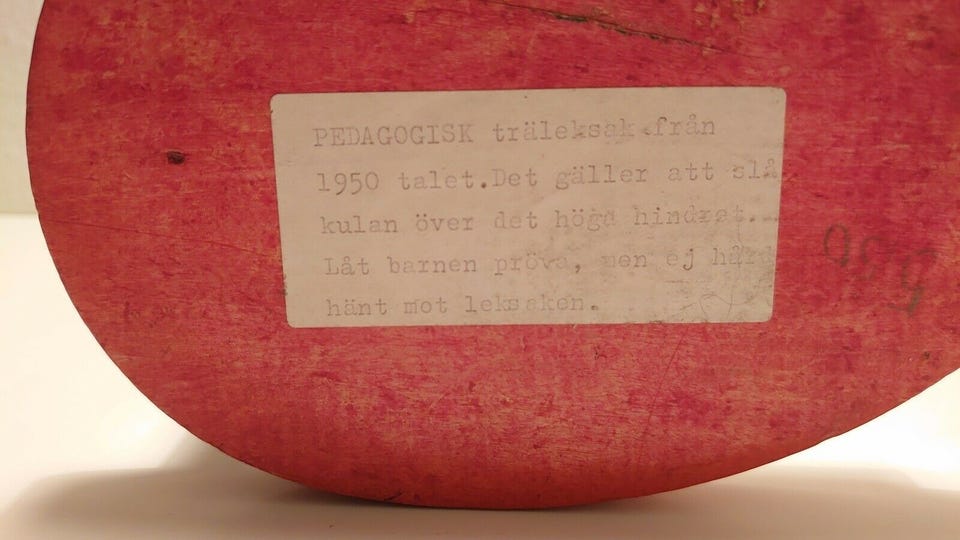 PEDAGOGISK träleksak från
1950 talet.Det gäller att slå
kulan över det höga hindret..
Låt barnen pröva, men ej hård
hänt mot leksaken.